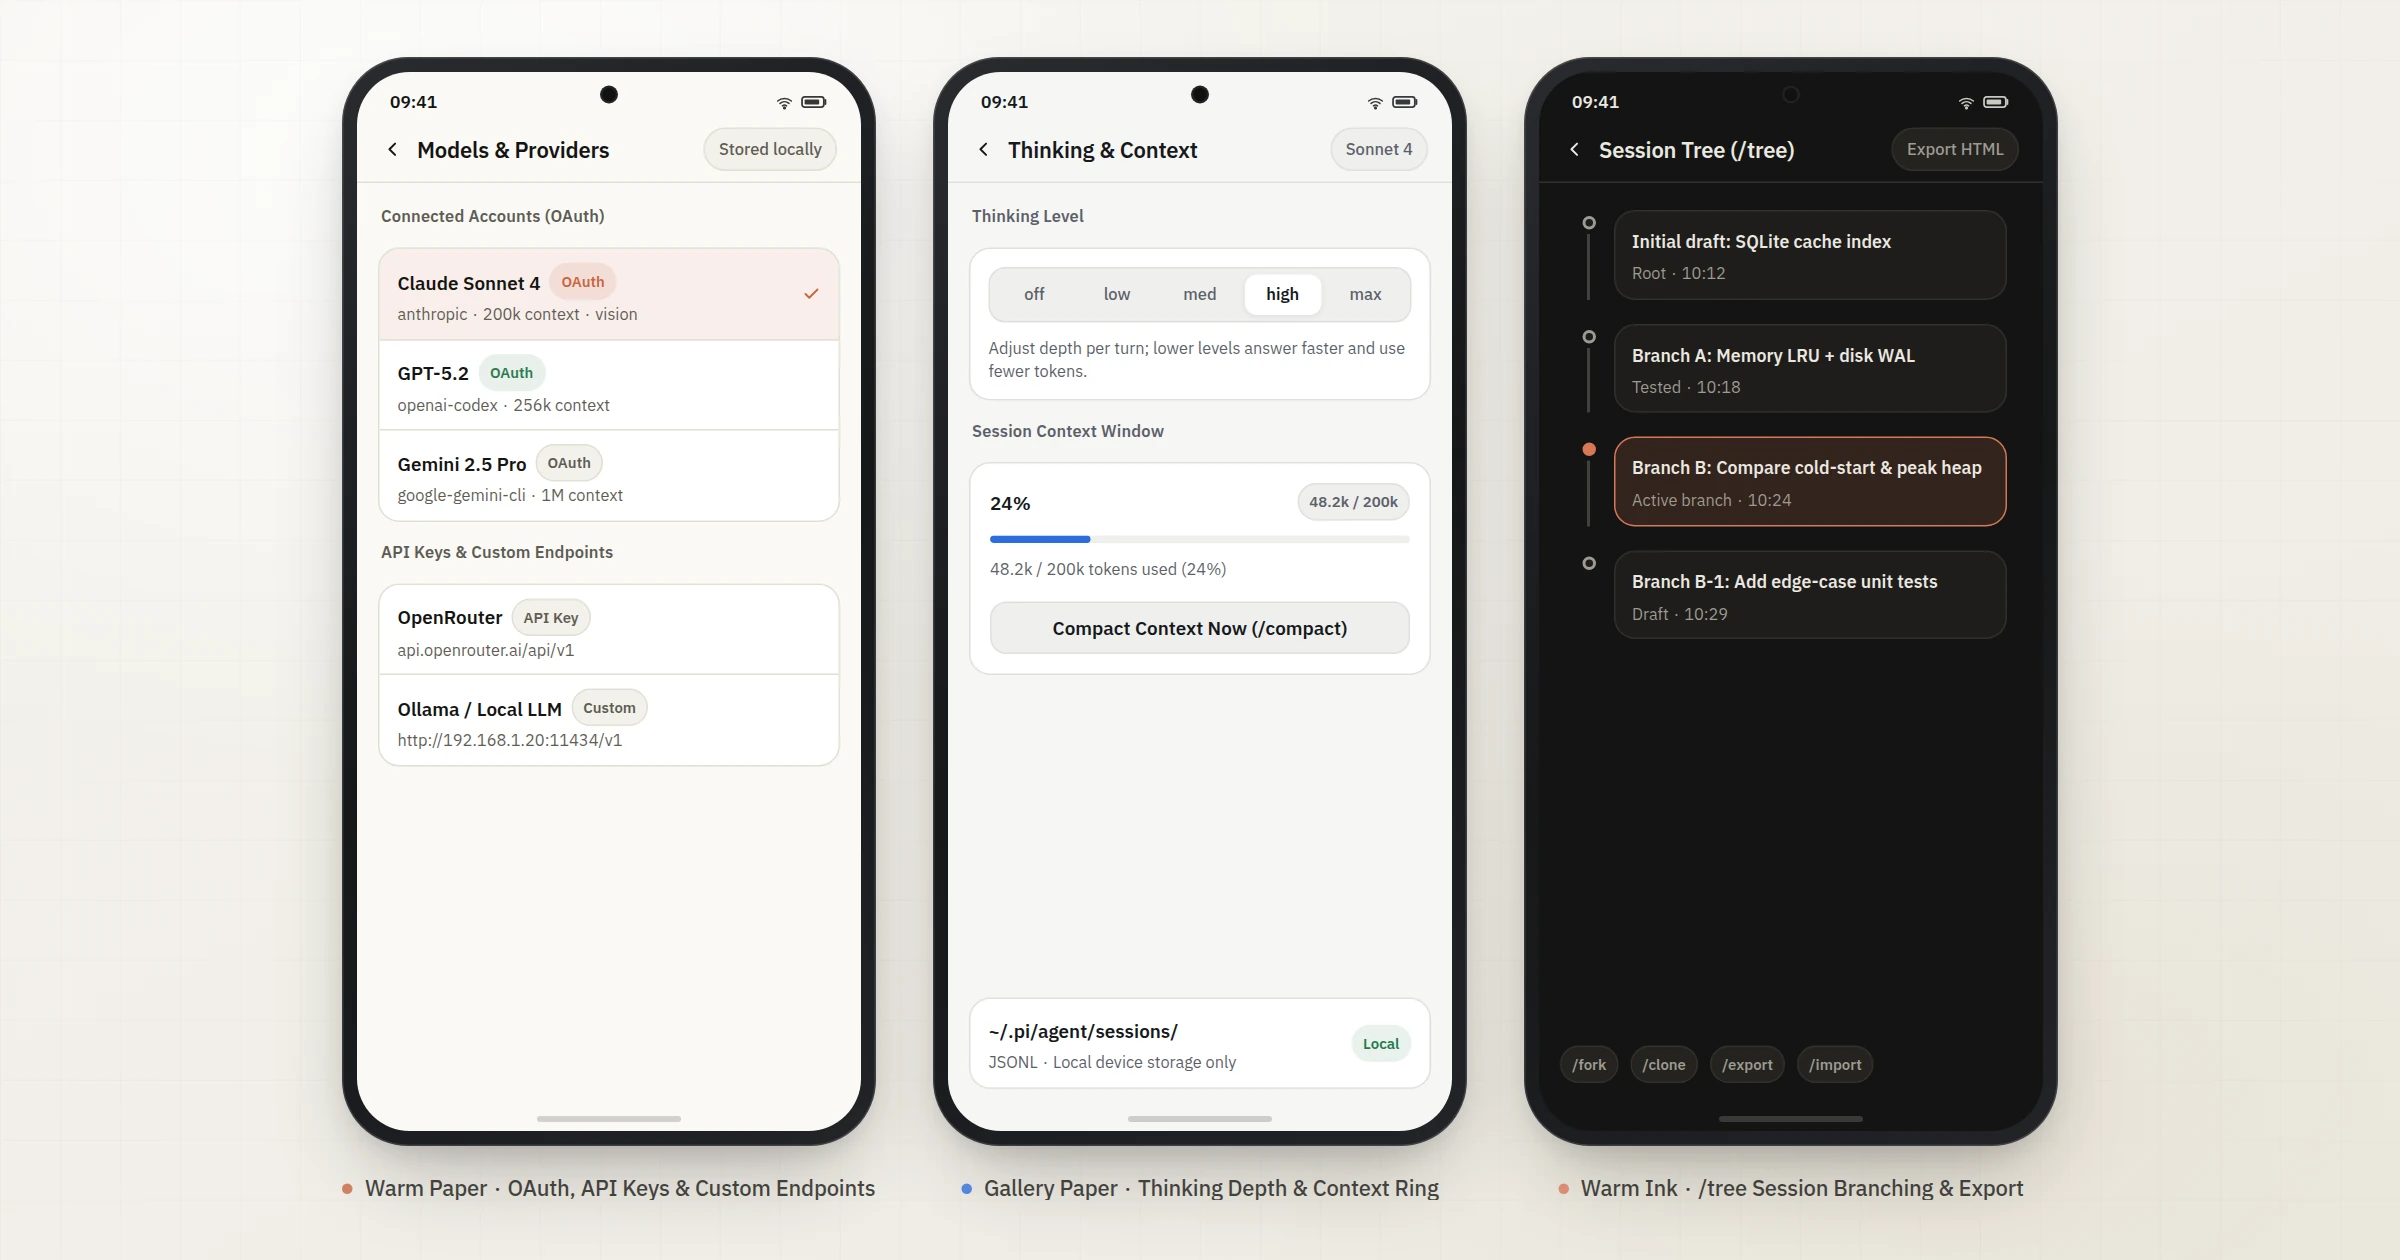 09:41
Models & Providers
Stored locally
Connected Accounts (OAuth)
Claude Sonnet 4 OAuth
anthropic · 200k context · vision
GPT-5.2 OAuth
openai-codex · 256k context
Gemini 2.5 Pro OAuth
google-gemini-cli · 1M context
API Keys & Custom Endpoints
OpenRouter API Key
api.openrouter.ai/api/v1
Ollama / Local LLM Custom
http://192.168.1.20:11434/v1
Warm Paper · OAuth, API Keys & Custom Endpoints
09:41
Thinking & Context
Sonnet 4
Thinking Level
off low med high max
Adjust depth per turn; lower levels answer faster and use
fewer tokens.
Session Context Window
24% 48.2k / 200k
48.2k / 200k tokens used (24%)
Compact Context Now (/compact)
~/.pi/agent/sessions/
JSONL · Local device storage only
Local
Gallery Paper · Thinking Depth & Context Ring
09:41
Session Tree (/tree)
Export HTML
Initial draft: SQLite cache index
Root · 10:12
Branch A: Memory LRU + disk WAL
Tested · 10:18
Branch B: Compare cold-start & peak heap
Active branch · 10:24
Branch B-1: Add edge-case unit tests
Draft · 10:29
/fork /clone /export /import
Warm Ink · /tree Session Branching & Export